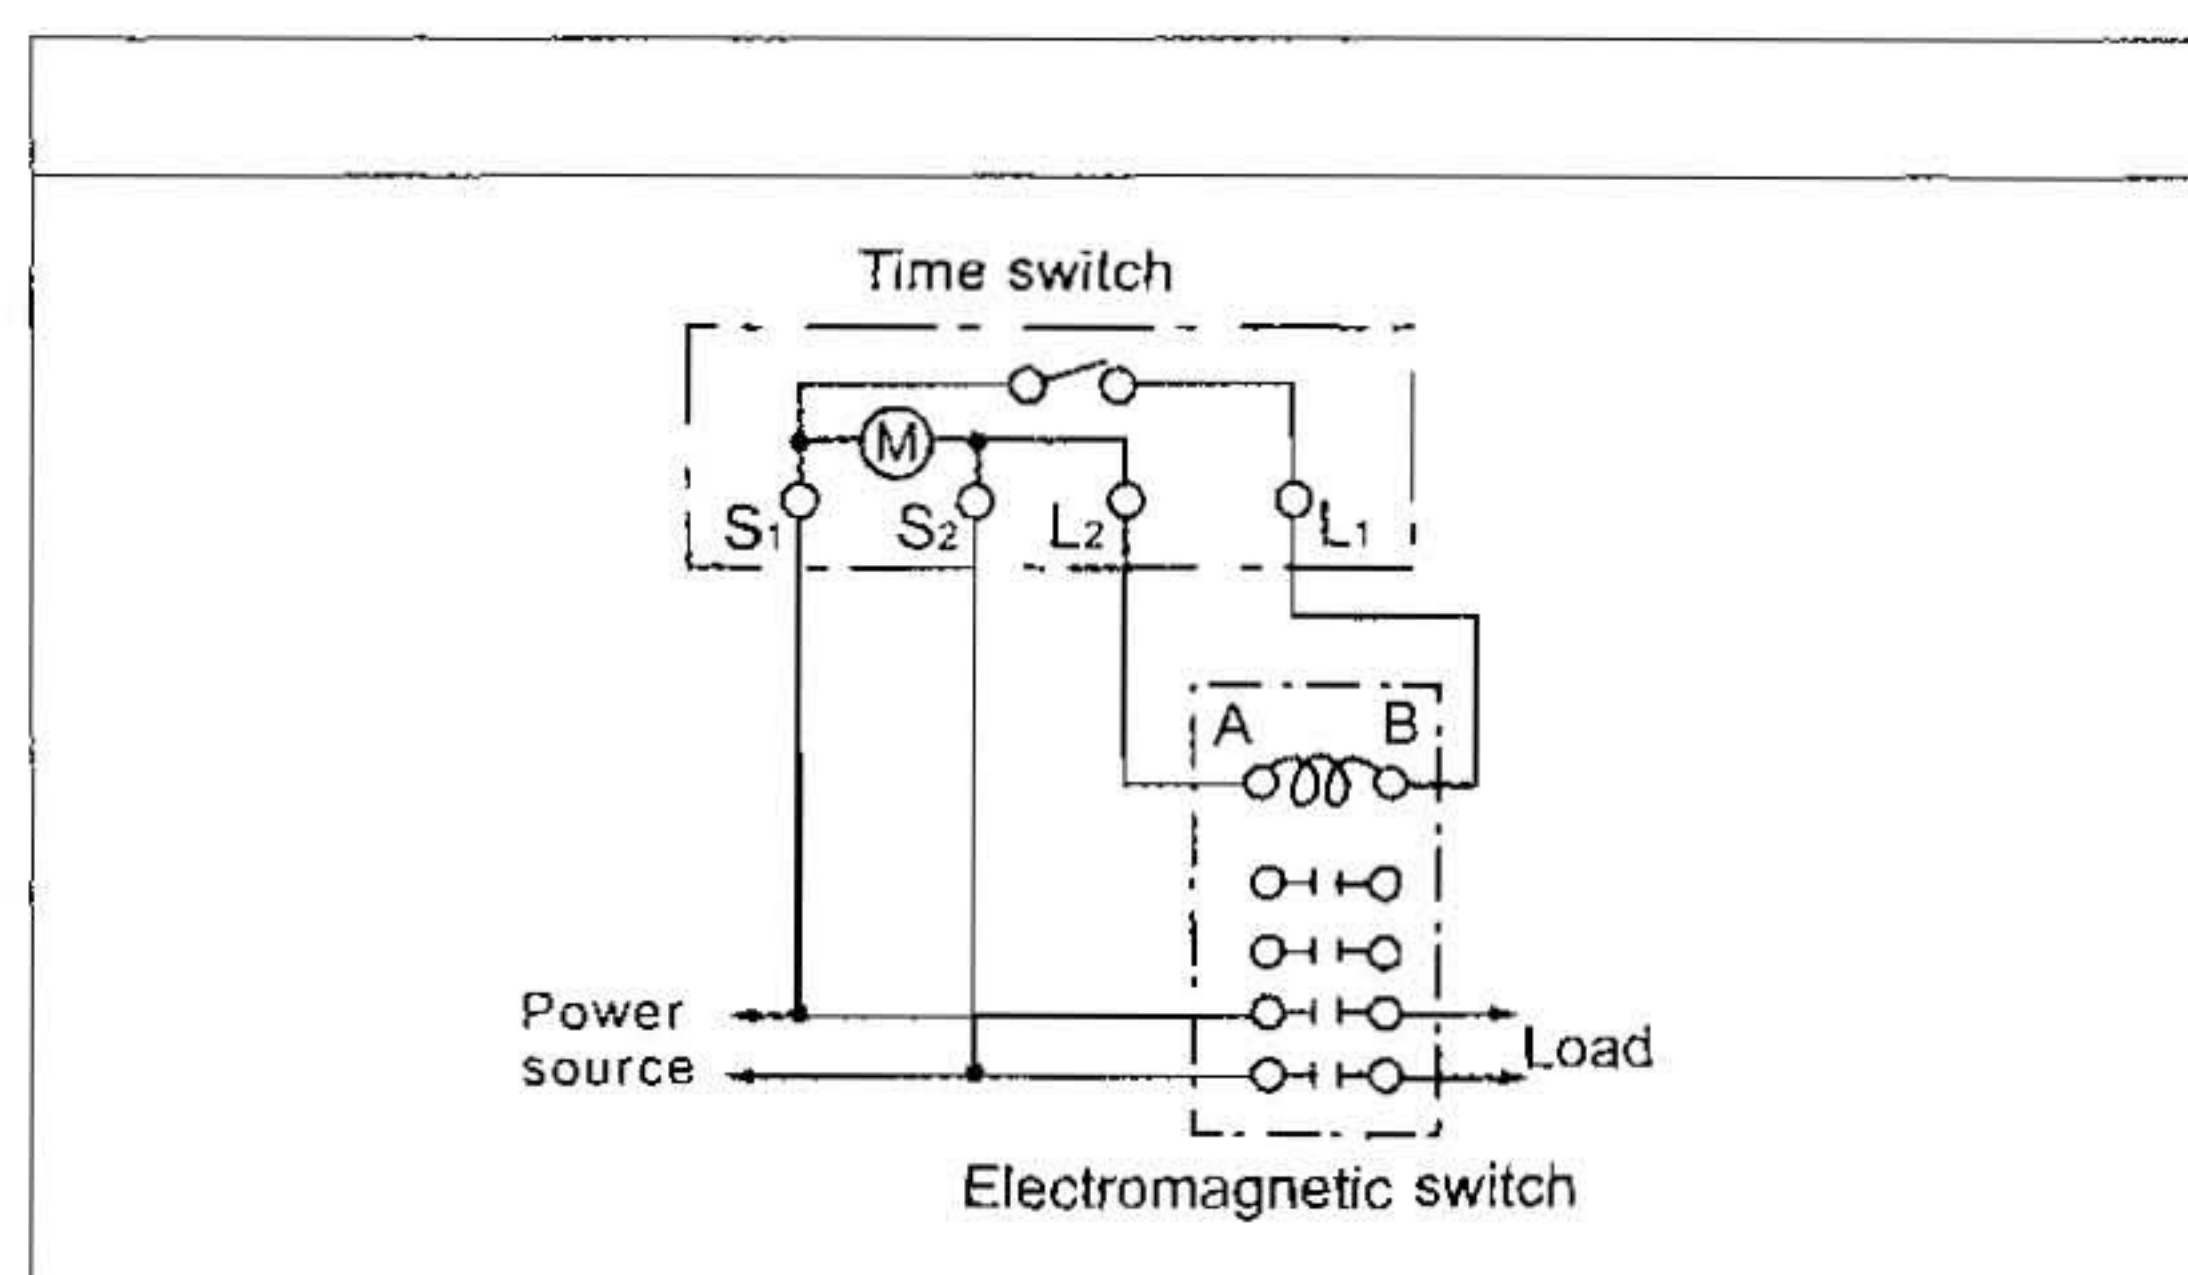 Time switch
M
S1 S2 L2 L1
A B
Power
source
Load
Electromagnetic switch